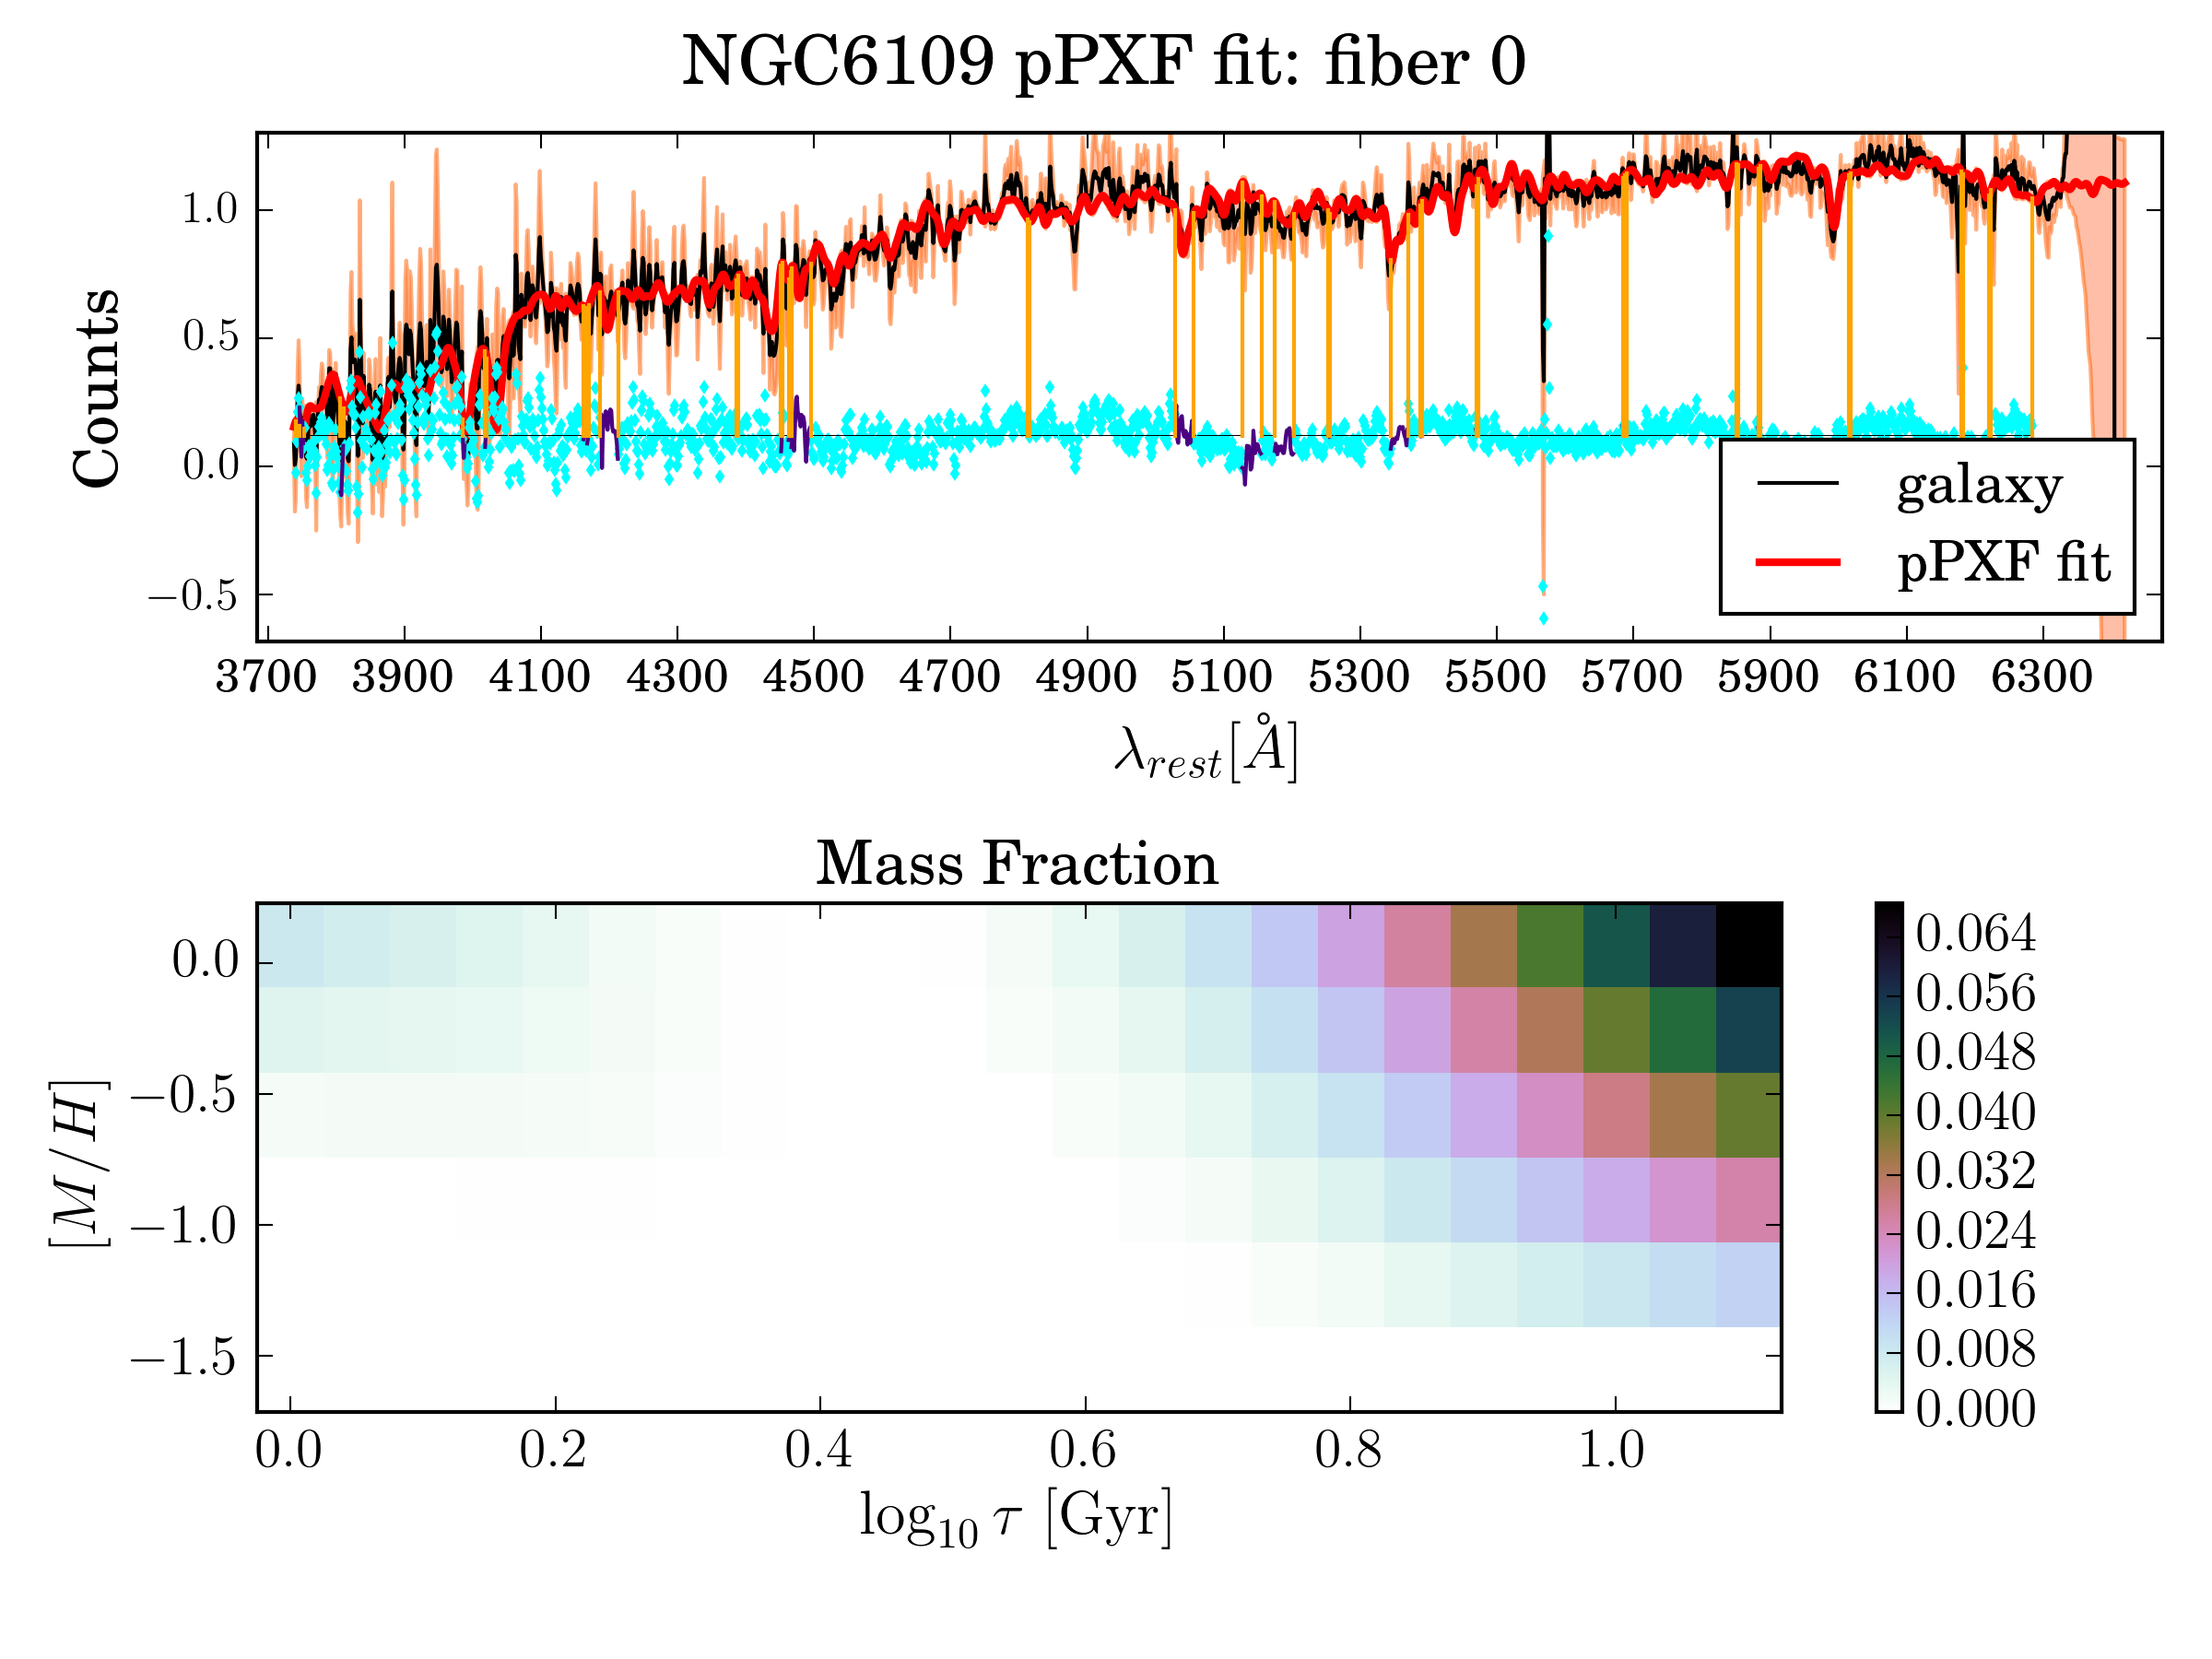 NGC6109 pPXF fit: fiber 0
Counts
1.0
0.5
0.0
−0.5
galaxy
pPXF fit
3700 3900 4100 4300 4500 4700 4900 5100 5300 5500 5700 5900 6100 6300
λrest[Å]
Mass Fraction
[M/H]
0.0
−0.5
−1.0
−1.5
0.0 0.2 0.4 0.6 0.8 1.0
log10 τ [Gyr]
0.064
0.056
0.048
0.040
0.032
0.024
0.016
0.008
0.000